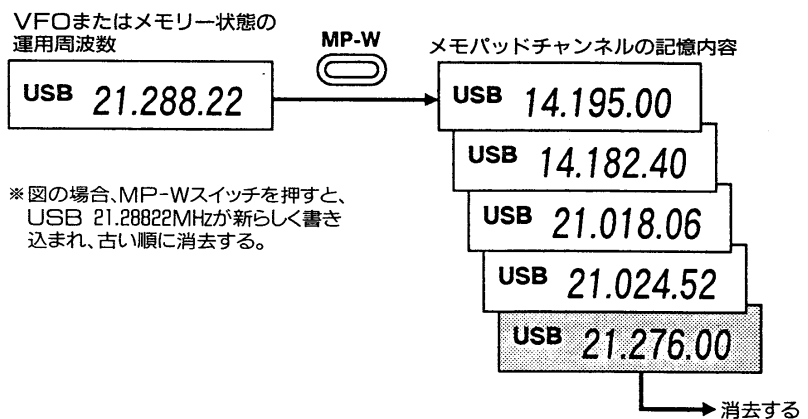 VFOまたはメモリー状態の
運用周波数
MP-W
メモパッドチャンネルの記憶内容
USB 21.288.22
USB 14.195.00
USB 14.182.40
USB 21.018.06
USB 21.024.52
USB 21.276.00
※図の場合、MP-Wスイッチを押すと、
USB 21.28822MHzが新らしく書き
込まれ、古い順に消去する。
消去する